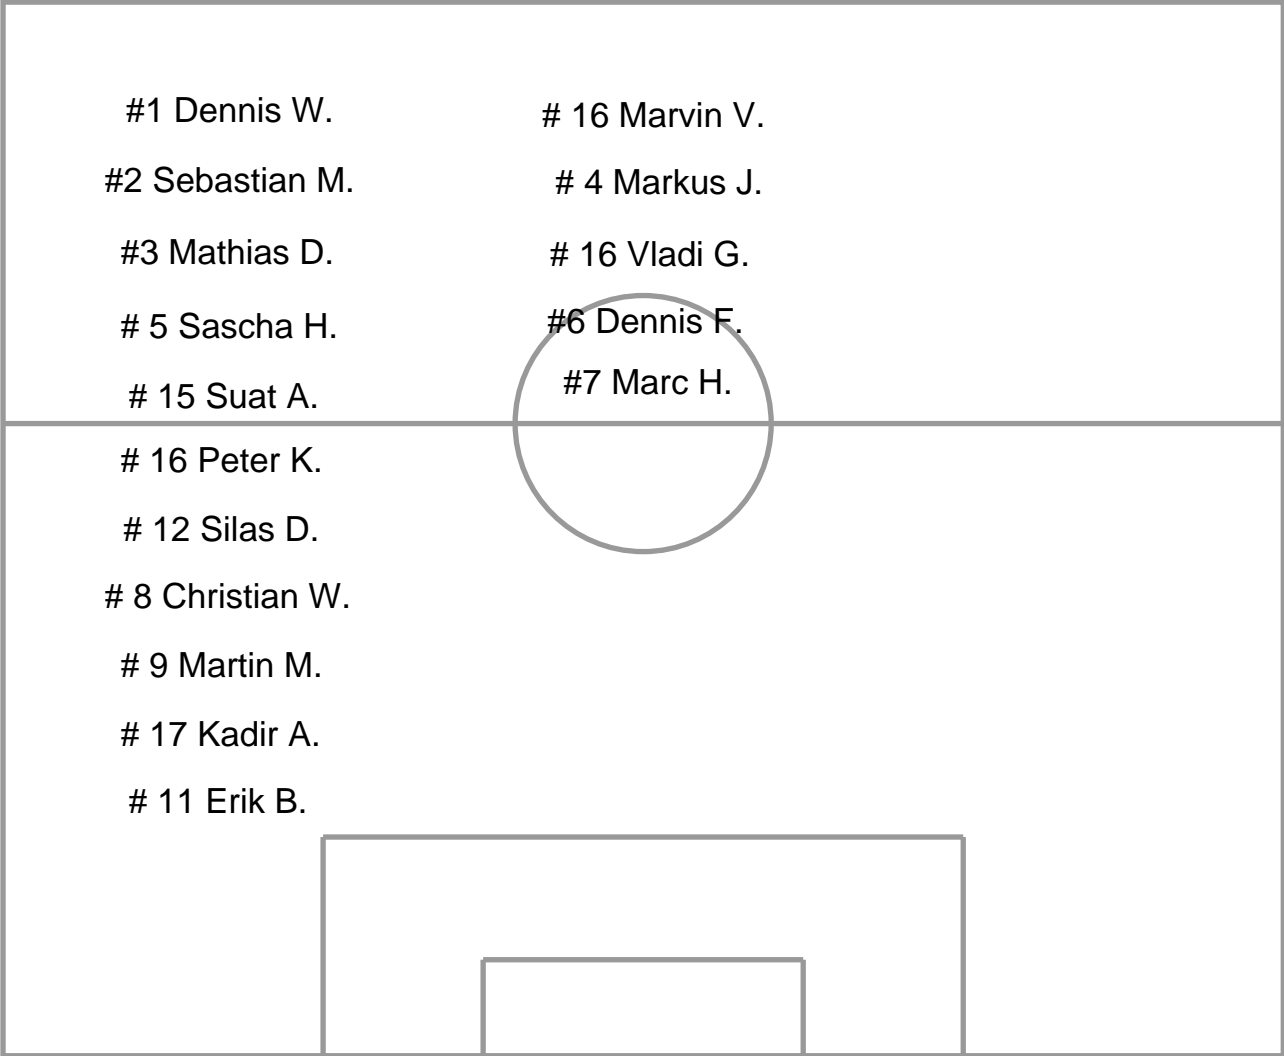 #1 Dennis W.
#2 Sebastian M.
#3 Mathias D.
# 5 Sascha H.
# 15 Suat A.
# 16 Peter K.
# 12 Silas D.
# 8 Christian W.
# 9 Martin M.
# 17 Kadir A.
# 11 Erik B.
# 16 Marvin V.
# 4 Markus J.
# 16 Vladi G.
#6 Dennis F.
#7 Marc H.